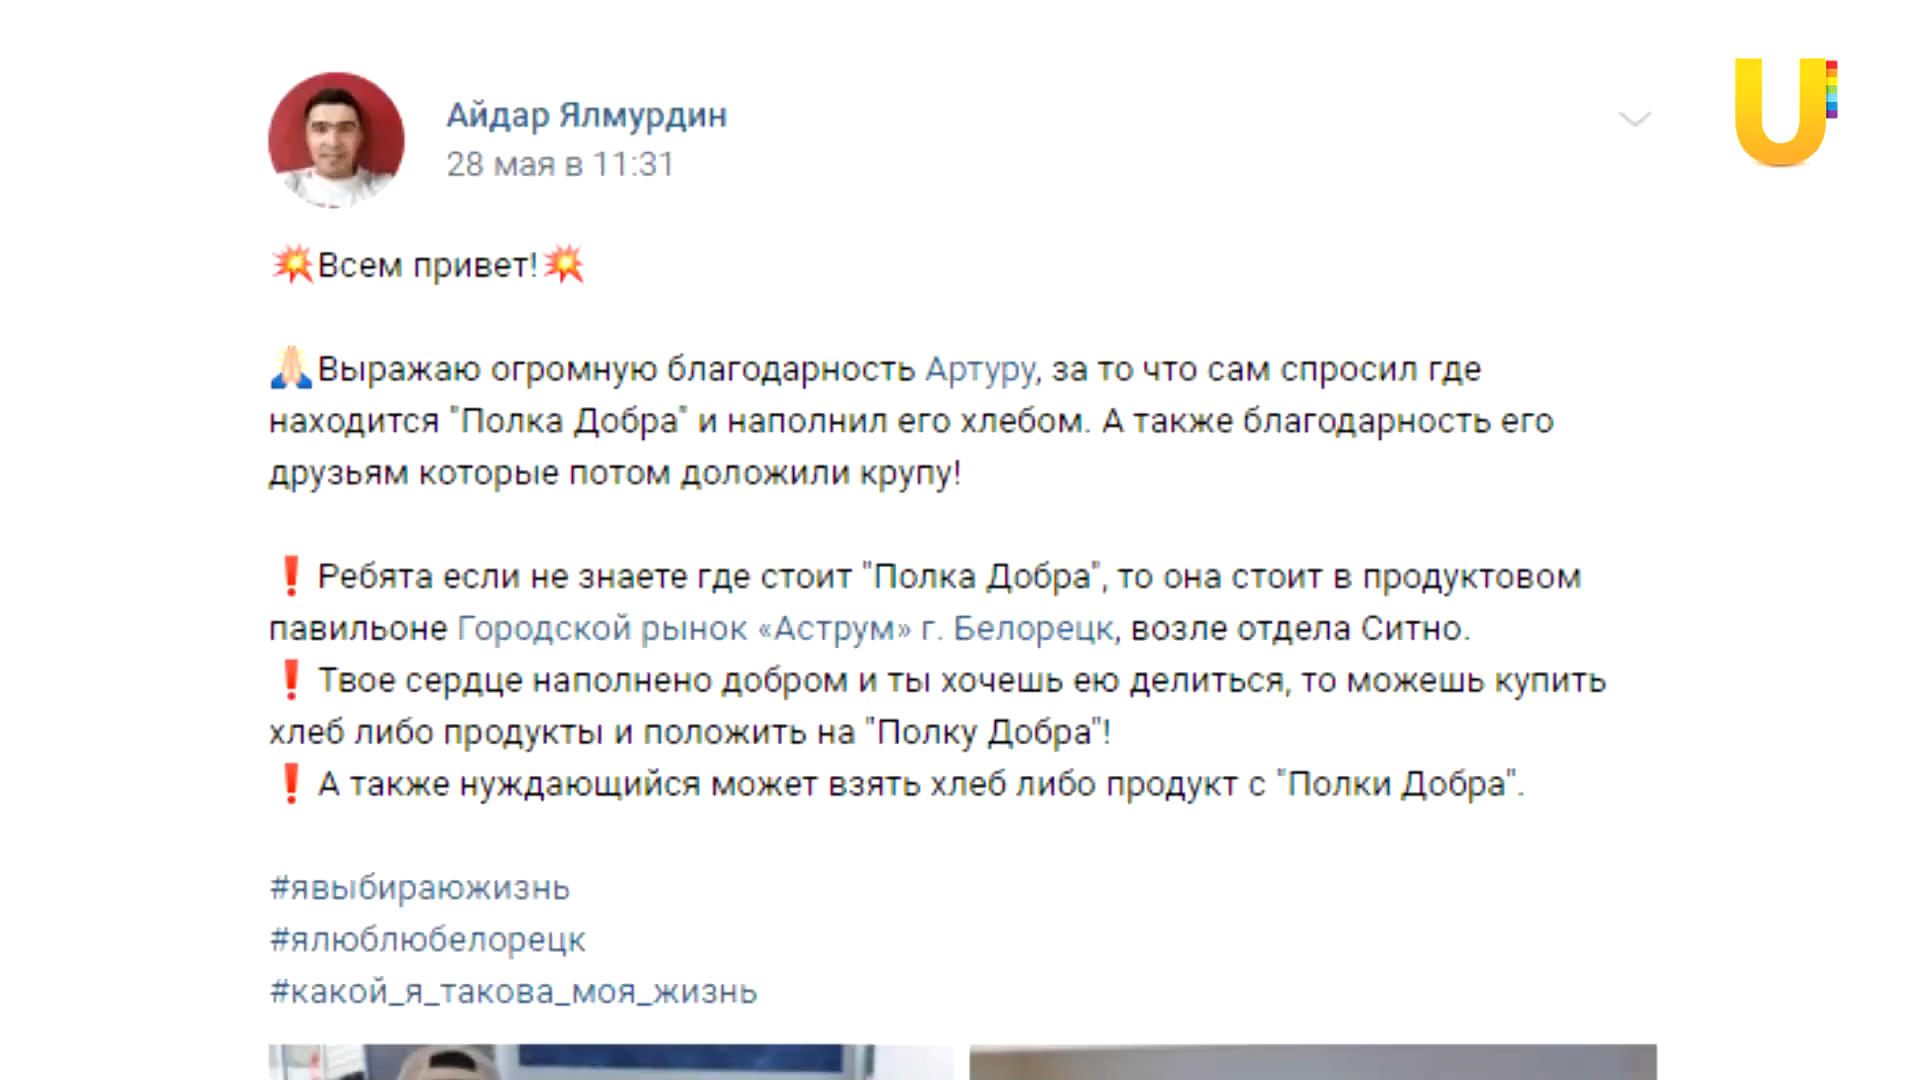 Айдар Ялмурдин
28 мая в 11:31
U
💥Всем привет!💥
🙏🏻Выражаю огромную благодарность Артуру, за то что сам спросил где
находится "Полка Добра" и наполнил его хлебом. А также благодарность его
друзьям которые потом доложили крупу!
❗ Ребята если не знаете где стоит "Полка Добра", то она стоит в продуктовом
павильоне Городской рынок «Аструм» г. Белорецк, возле отдела Ситно.
❗ Твое сердце наполнено добром и ты хочешь ею делиться, то можешь купить
хлеб либо продукты и положить на "Полку Добра"!
❗ А также нуждающийся может взять хлеб либо продукт с "Полки Добра".
#явыбираюжизнь
#ялюблюбелорецк
#какой_я_такова_моя_жизнь